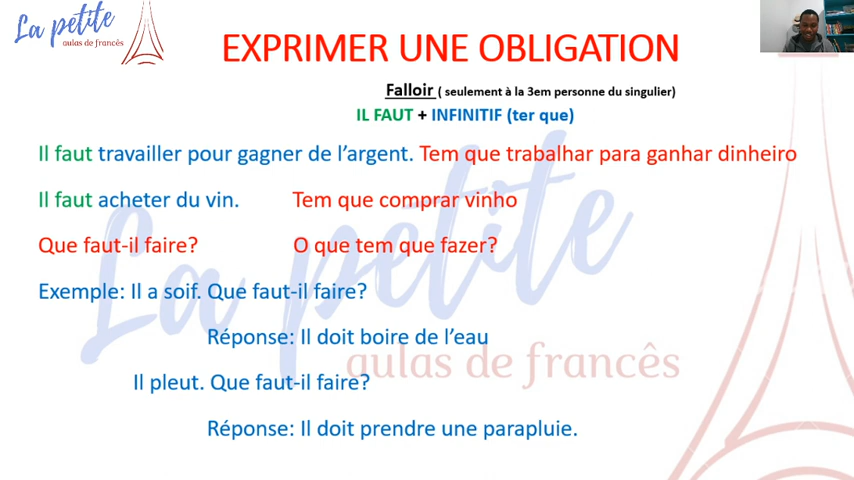 La petite
aulas de francês
EXPRIMER UNE OBLIGATION
Falloir ( seulement à la 3em personne du singulier)
IL FAUT + INFINITIF (ter que)
Il faut travailler pour gagner de l’argent. Tem que trabalhar para ganhar dinheiro
Il faut acheter du vin. Tem que comprar vinho
Que faut-il faire? O que tem que fazer?
Exemple: Il a soif. Que faut-il faire?
Réponse: Il doit boire de l’eau
Il pleut. Que faut-il faire?
Réponse: Il doit prendre une parapluie.
La petite
aulas de francês